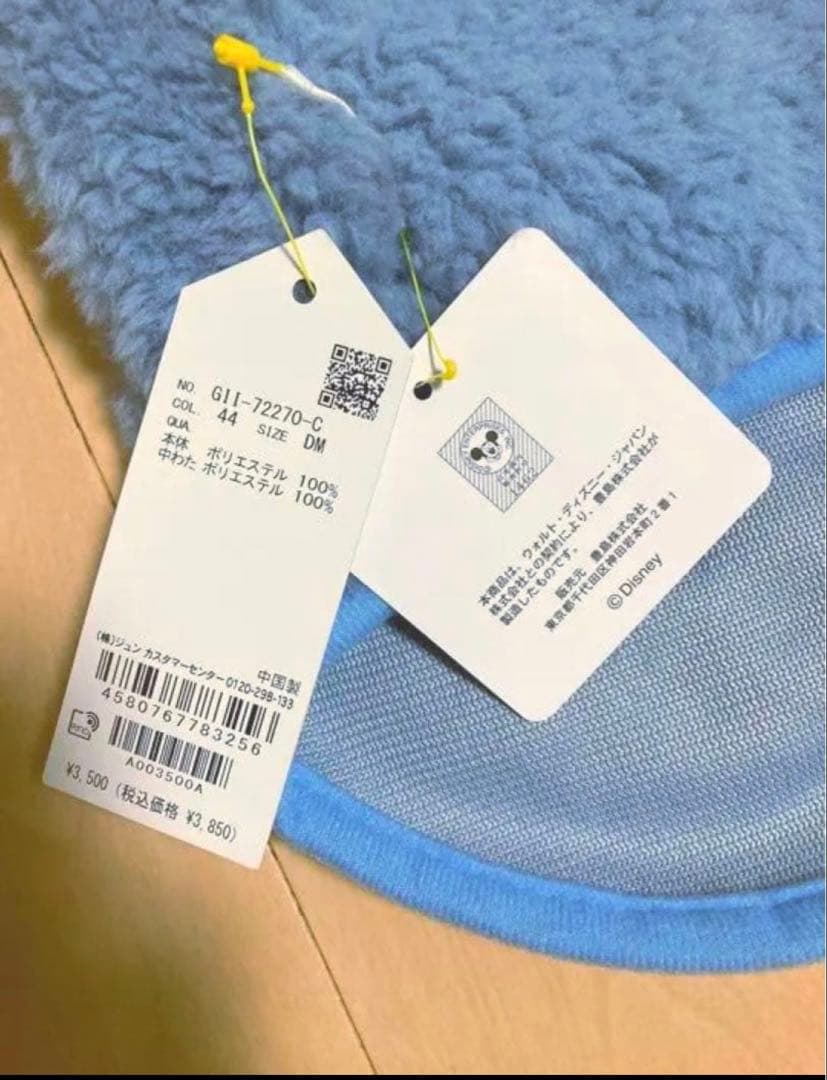 NO. GII-72270-C
COL. 44 SIZE DM
QUA.
本体 ポリエステル 100%
中わた ポリエステル 100%
中国製
(株)ジュン カスタマーセンター0120-298-133
4580767783256
A003500A
¥3,500 (税込価格 ¥3,850)
1462
本商品は、ウォルト・ディズニー・ジャパン
株式会社との契約により、豊島株式会社が
製造したものです。
販売元 豊島株式会社
東京都千代田区神田岩本町2番1
©Disney